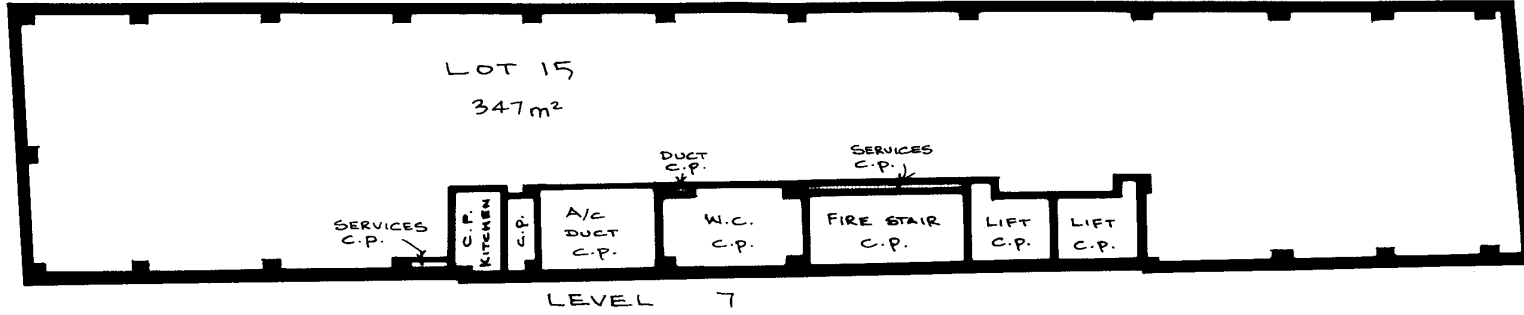 LOT 15
347m²
DUCT
C.P.
SERVICES
C.P.
SERVICES
C.P.
C.P.
KITCHEN
C.P.
A/C
DUCT
C.P.
W.C.
C.P.
FIRE STAIR
C.P.
LIFT
C.P.
LIFT
C.P.
LEVEL 7